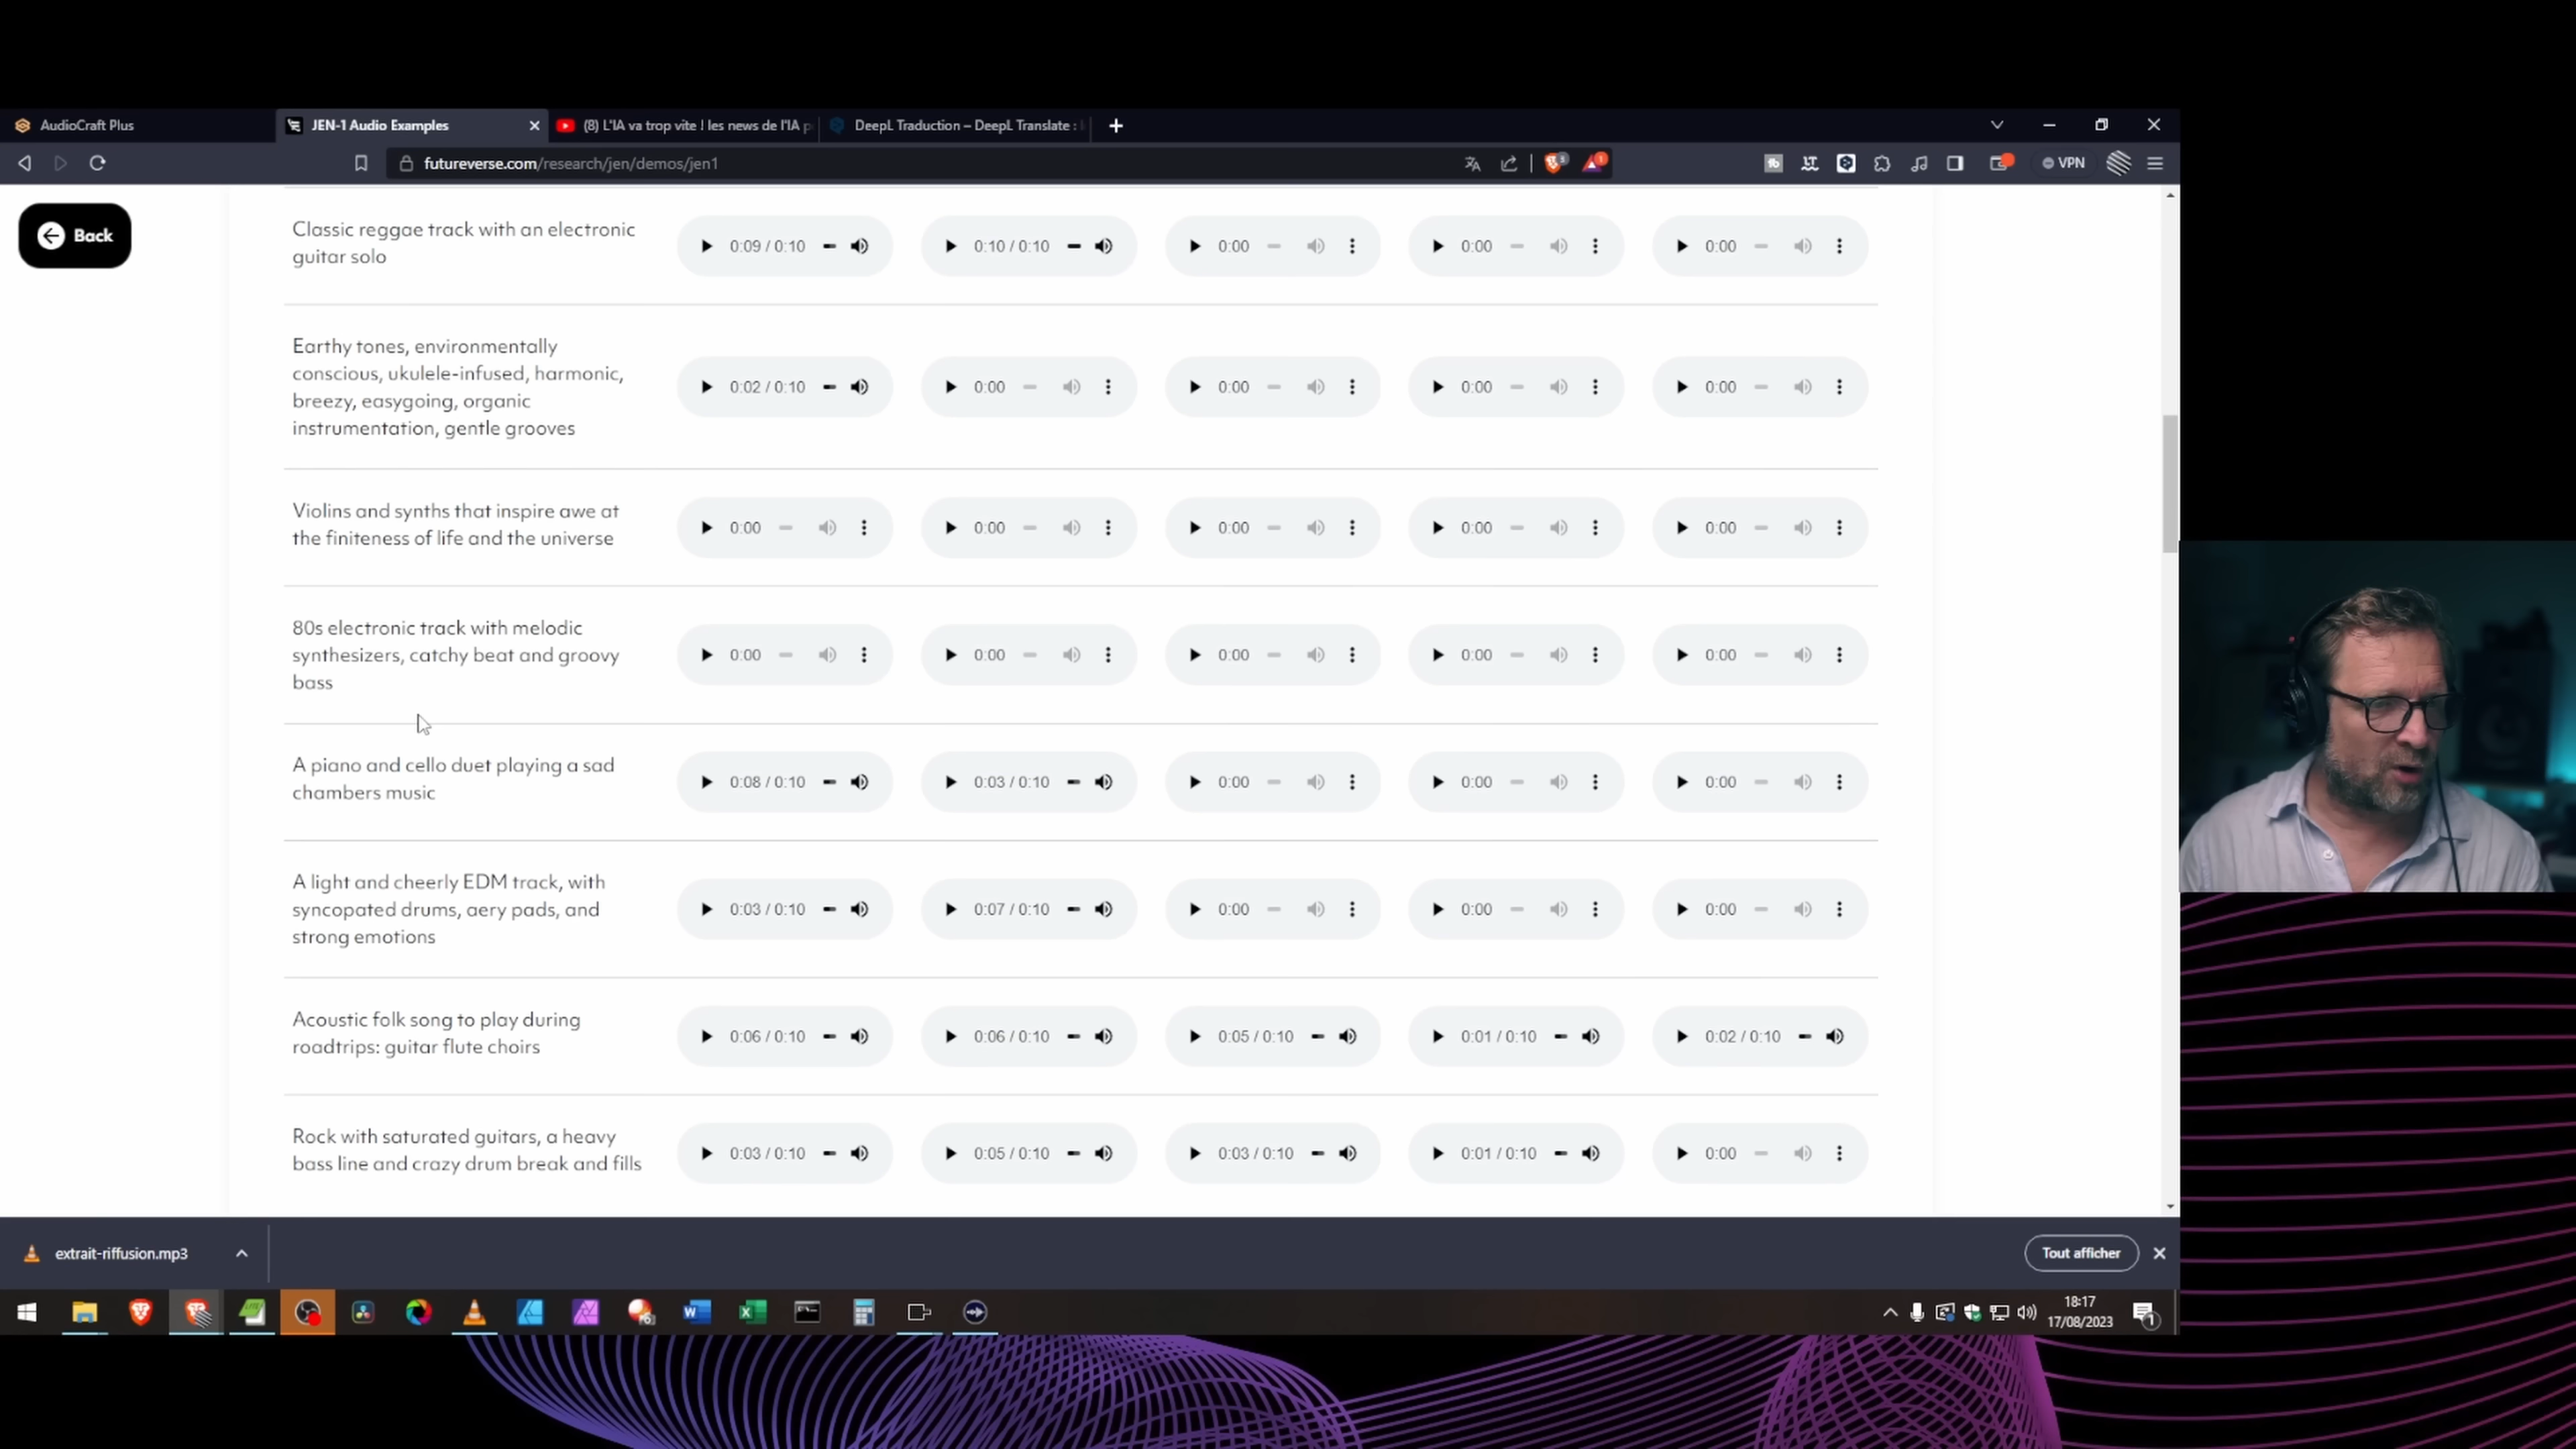 AudioCraft Plus
JEN-1 Audio Examples
(8) L'IA va trop vite ! les news de l'IA p
DeepL Traduction – DeepL Translate :
futureverse.com/research/jen/demos/jen1
VPN
Back
Classic reggae track with an electronic
guitar solo
0:09 / 0:10
0:10 / 0:10
0:00
0:00
0:00
Earthy tones, environmentally
conscious, ukulele-infused, harmonic,
breezy, easygoing, organic
instrumentation, gentle grooves
0:02 / 0:10
0:00
0:00
0:00
0:00
Violins and synths that inspire awe at
the finiteness of life and the universe
0:00
0:00
0:00
0:00
0:00
80s electronic track with melodic
synthesizers, catchy beat and groovy
bass
0:00
0:00
0:00
0:00
0:00
A piano and cello duet playing a sad
chambers music
0:08 / 0:10
0:03 / 0:10
0:00
0:00
0:00
A light and cheerly EDM track, with
syncopated drums, aery pads, and
strong emotions
0:03 / 0:10
0:07 / 0:10
0:00
0:00
0:00
Acoustic folk song to play during
roadtrips: guitar flute choirs
0:06 / 0:10
0:06 / 0:10
0:05 / 0:10
0:01 / 0:10
0:02 / 0:10
Rock with saturated guitars, a heavy
bass line and crazy drum break and fills
0:03 / 0:10
0:05 / 0:10
0:03 / 0:10
0:01 / 0:10
0:00
extrait-riffusion.mp3
Tout afficher
18:17
17/08/2023